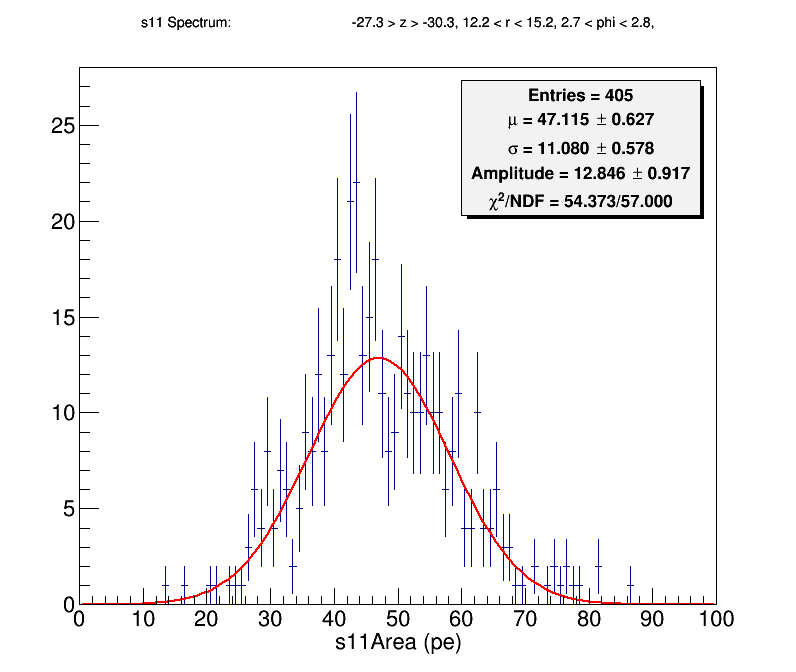 s11 Spectrum: -27.3 > z > -30.3, 12.2 < r < 15.2, 2.7 < phi < 2.8,
Entries = 405
μ = 47.115 ± 0.627
σ = 11.080 ± 0.578
Amplitude = 12.846 ± 0.917
χ²/NDF = 54.373/57.000
25
20
15
10
5
0
0 10 20 30 40 50 60 70 80 90 100
s11Area (pe)